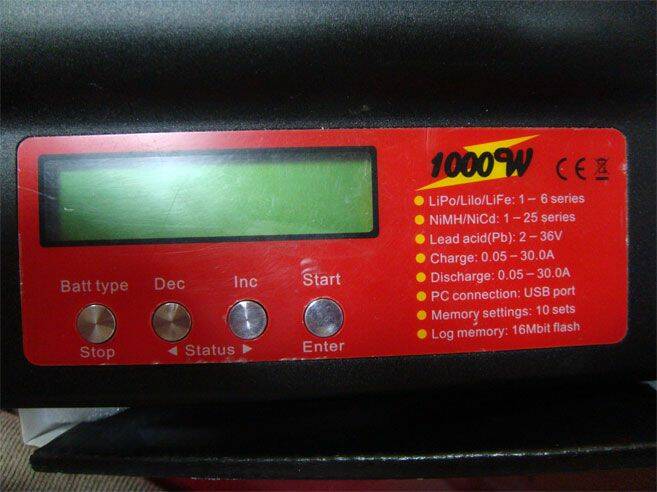 1000W CE
LiPo/LiIo/LiFe: 1 – 6 series
NiMH/NiCd: 1 – 25 series
Lead acid(Pb): 2 – 36V
Charge: 0.05 – 30.0A
Discharge: 0.05 – 30.0A
PC connection: USB port
Memory settings: 10 sets
Log memory: 16Mbit flash
Batt type Dec Inc Start
Stop ◄ Status ► Enter